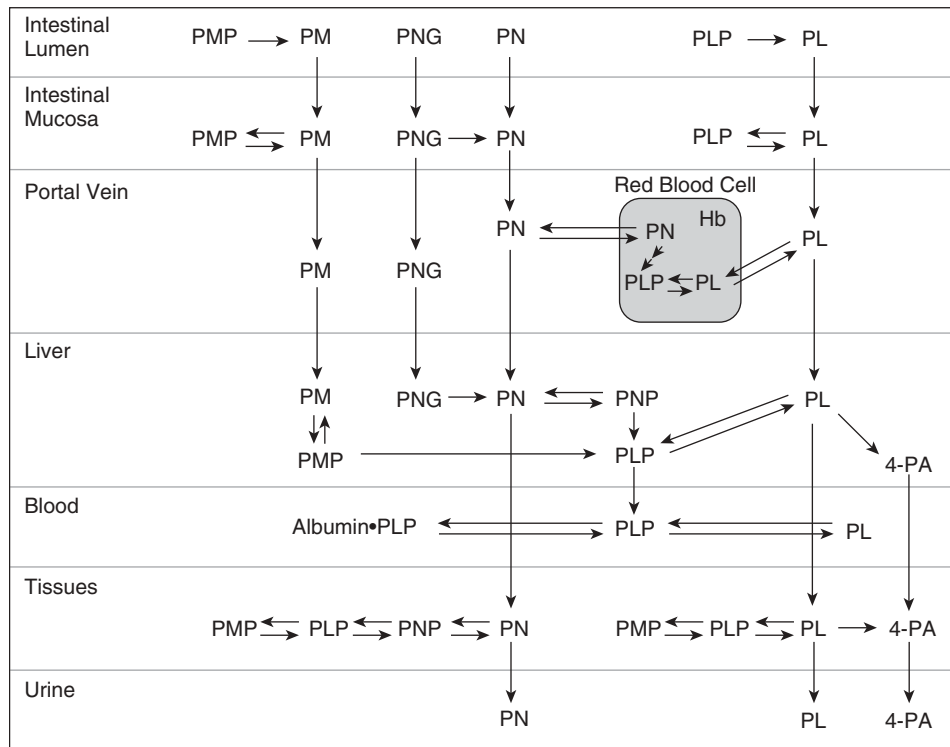 Intestinal
Lumen
PMP PM PNG PN PLP PL
Intestinal
Mucosa
PMP PM PNG PN PLP PL
Portal Vein
Red Blood Cell
Hb
PN PN PL
PM PNG PLP PL
Liver
PM PNG PN PNP PL
PMP PLP 4-PA
Blood
Albumin•PLP PLP PL
Tissues
PMP PLP PNP PN PMP PLP PL 4-PA
Urine
PN PL 4-PA